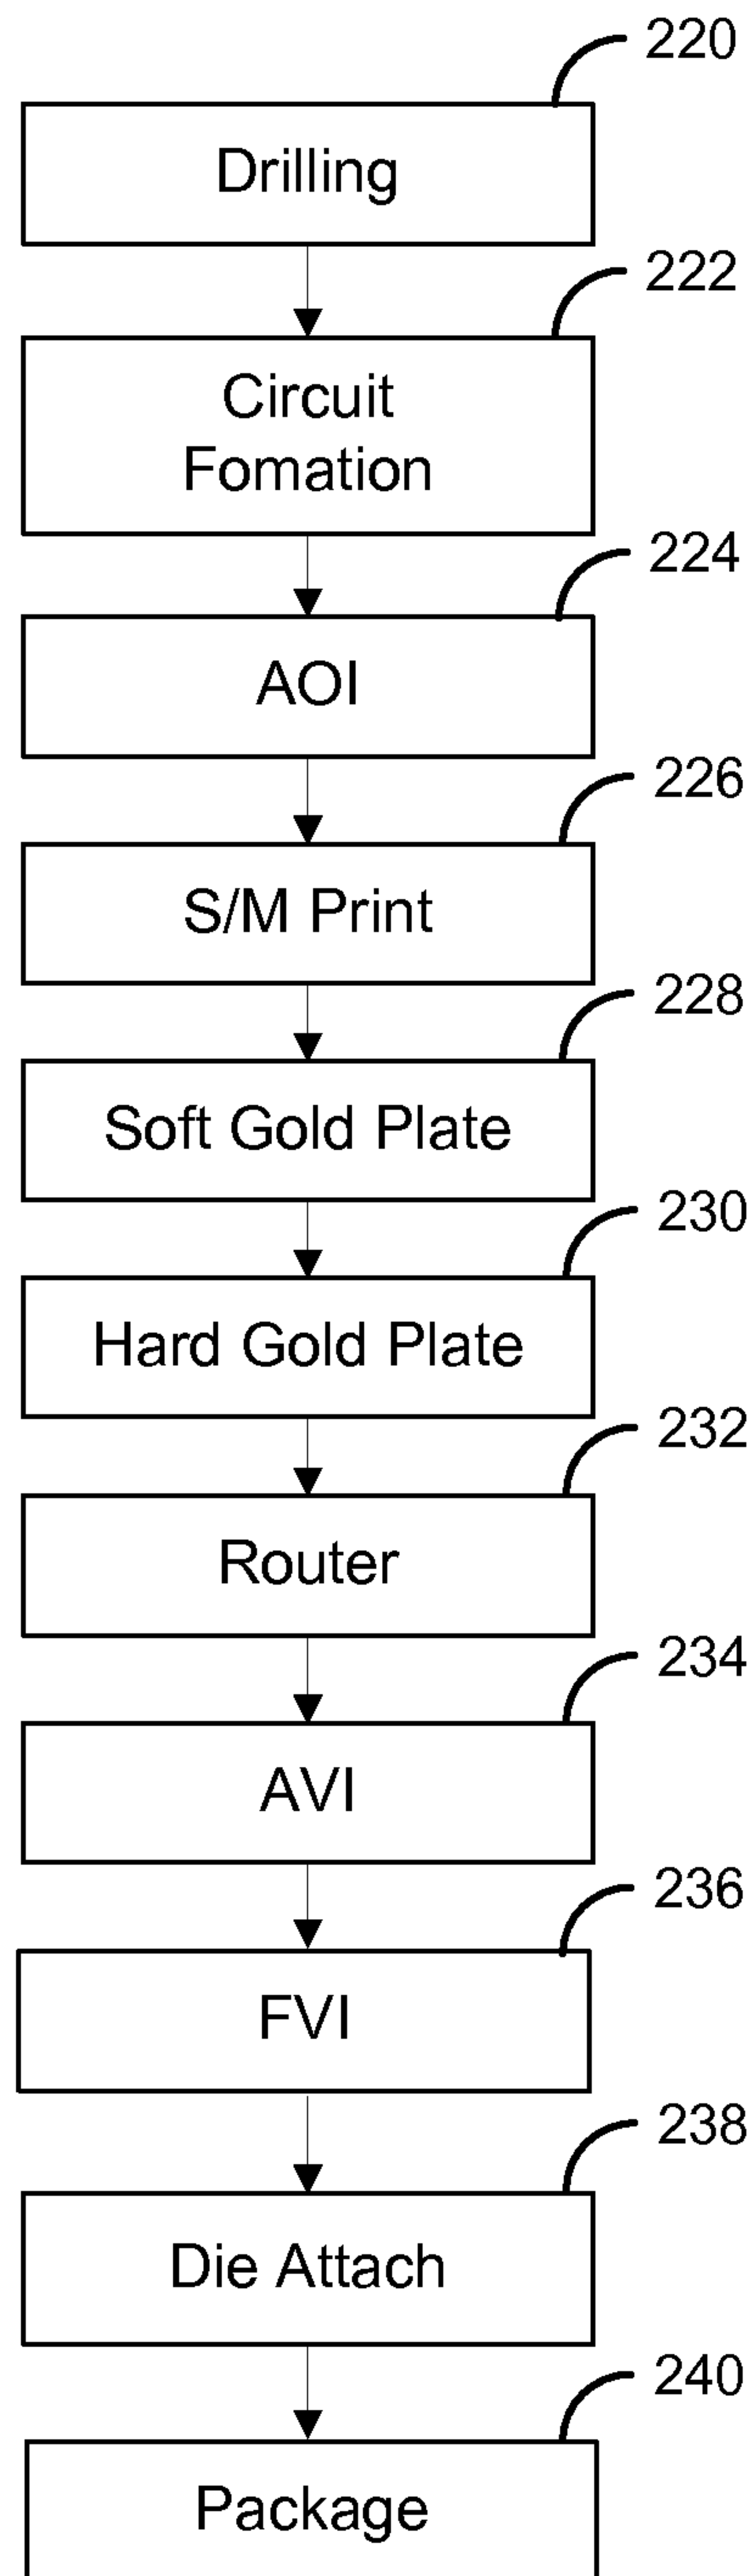 220
Drilling
222
Circuit
Fomation
224
AOI
226
S/M Print
228
Soft Gold Plate
230
Hard Gold Plate
232
Router
234
AVI
236
FVI
238
Die Attach
240
Package